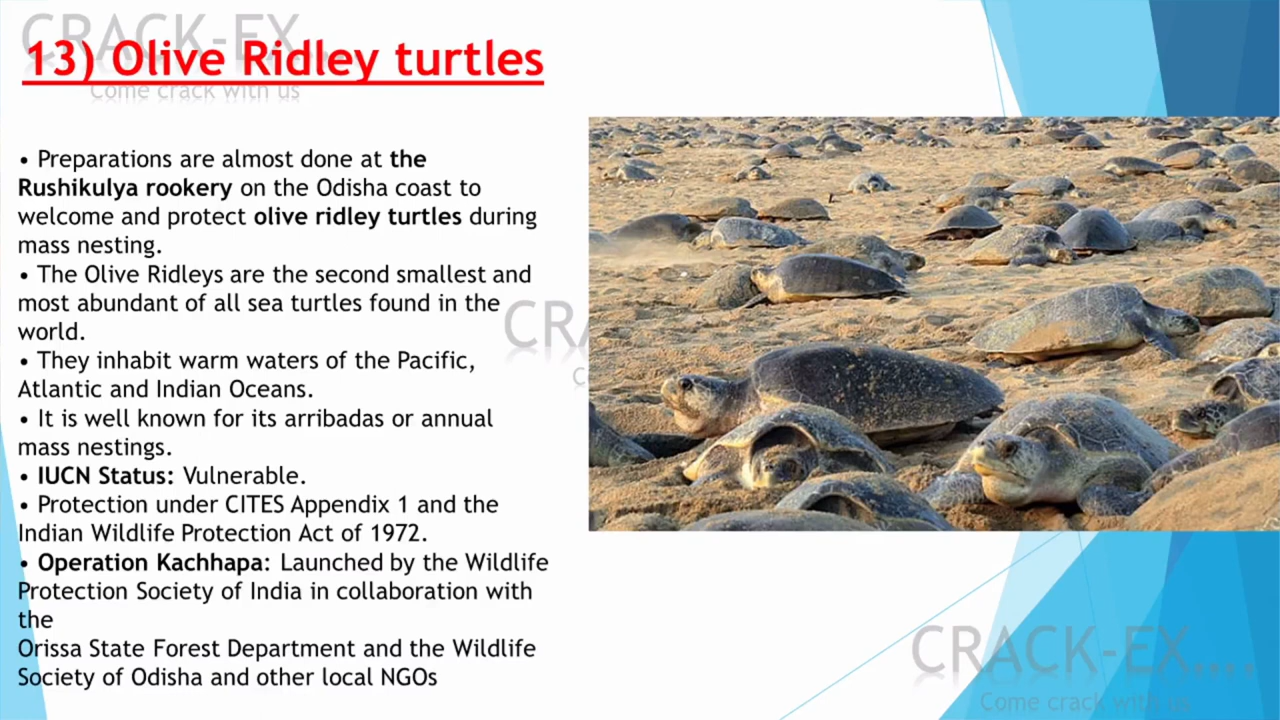 CRACK-EX...
13) Olive Ridley turtles
Come crack with us
• Preparations are almost done at the
Rushikulya rookery on the Odisha coast to
welcome and protect olive ridley turtles during
mass nesting.
• The Olive Ridleys are the second smallest and
most abundant of all sea turtles found in the
world.
• They inhabit warm waters of the Pacific,
Atlantic and Indian Oceans.
• It is well known for its arribadas or annual
mass nestings.
• IUCN Status: Vulnerable.
• Protection under CITES Appendix 1 and the
Indian Wildlife Protection Act of 1972.
• Operation Kachhapa: Launched by the Wildlife
Protection Society of India in collaboration with
the
Orissa State Forest Department and the Wildlife
Society of Odisha and other local NGOs
CRACK-EX....
Come crack with us